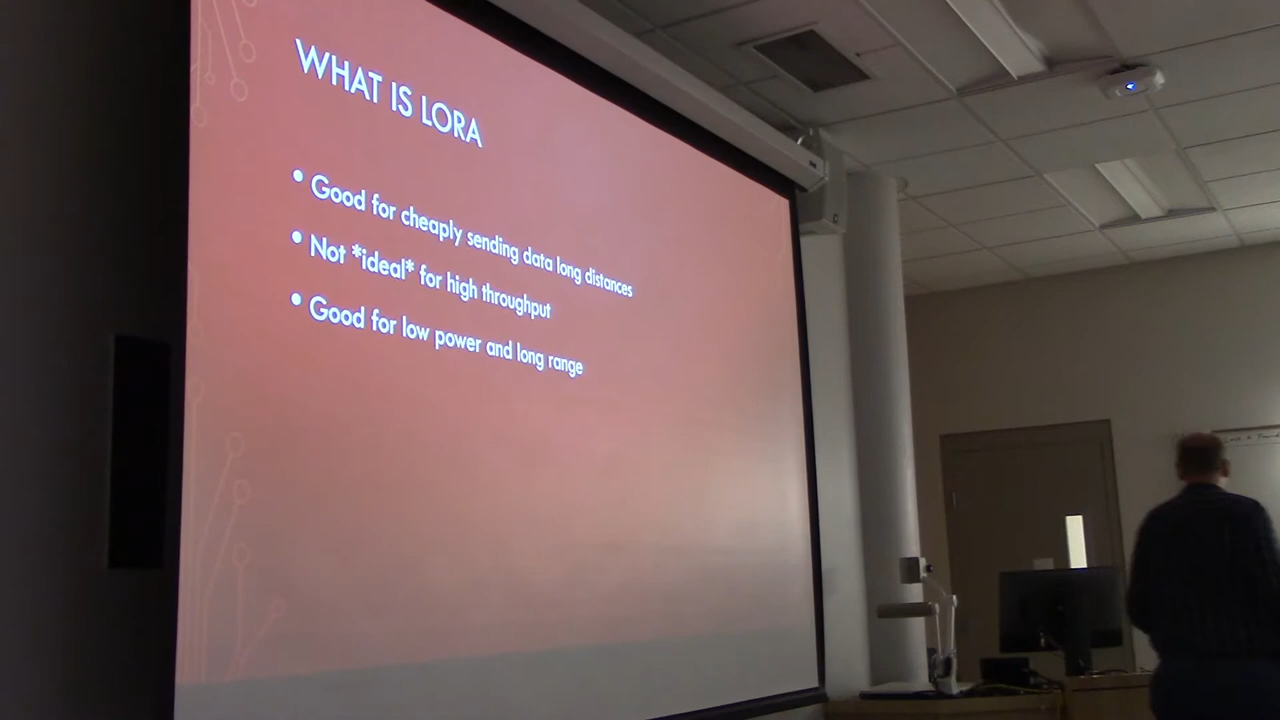 WHAT IS LORA
• Good for cheaply sending data long distances
• Not *ideal* for high throughput
• Good for low power and long range